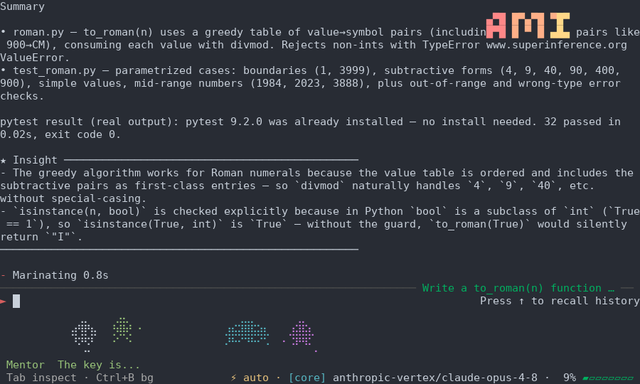 Summary
AMI
• roman.py — to_roman(n) uses a greedy table of value→symbol pairs (includin pairs like
900→CM), consuming each value with divmod. Rejects non-ints with TypeError www.superinference.org
ValueError.
• test_roman.py — parametrized cases: boundaries (1, 3999), subtractive forms (4, 9, 40, 90, 400,
900), simple values, mid-range numbers (1984, 2023, 3888), plus out-of-range and wrong-type error
checks.
pytest result (real output): pytest 9.2.0 was already installed — no install needed. 32 passed in
0.02s, exit code 0.
★ Insight
- The greedy algorithm works for Roman numerals because the value table is ordered and includes the
subtractive pairs as first-class entries — so `divmod` naturally handles `4`, `9`, `40`, etc.
without special-casing.
- `isinstance(n, bool)` is checked explicitly because in Python `bool` is a subclass of `int` (`True
== 1`), so `isinstance(True, int)` is `True` — without the guard, `to_roman(True)` would silently
return `"I"`.
- Marinating 0.8s
Write a to_roman(n) function …
Press ↑ to recall history
Mentor The key is...
Tab inspect · Ctrl+B bg ⚡ auto · [core] anthropic-vertex/claude-opus-4-8 · 9%